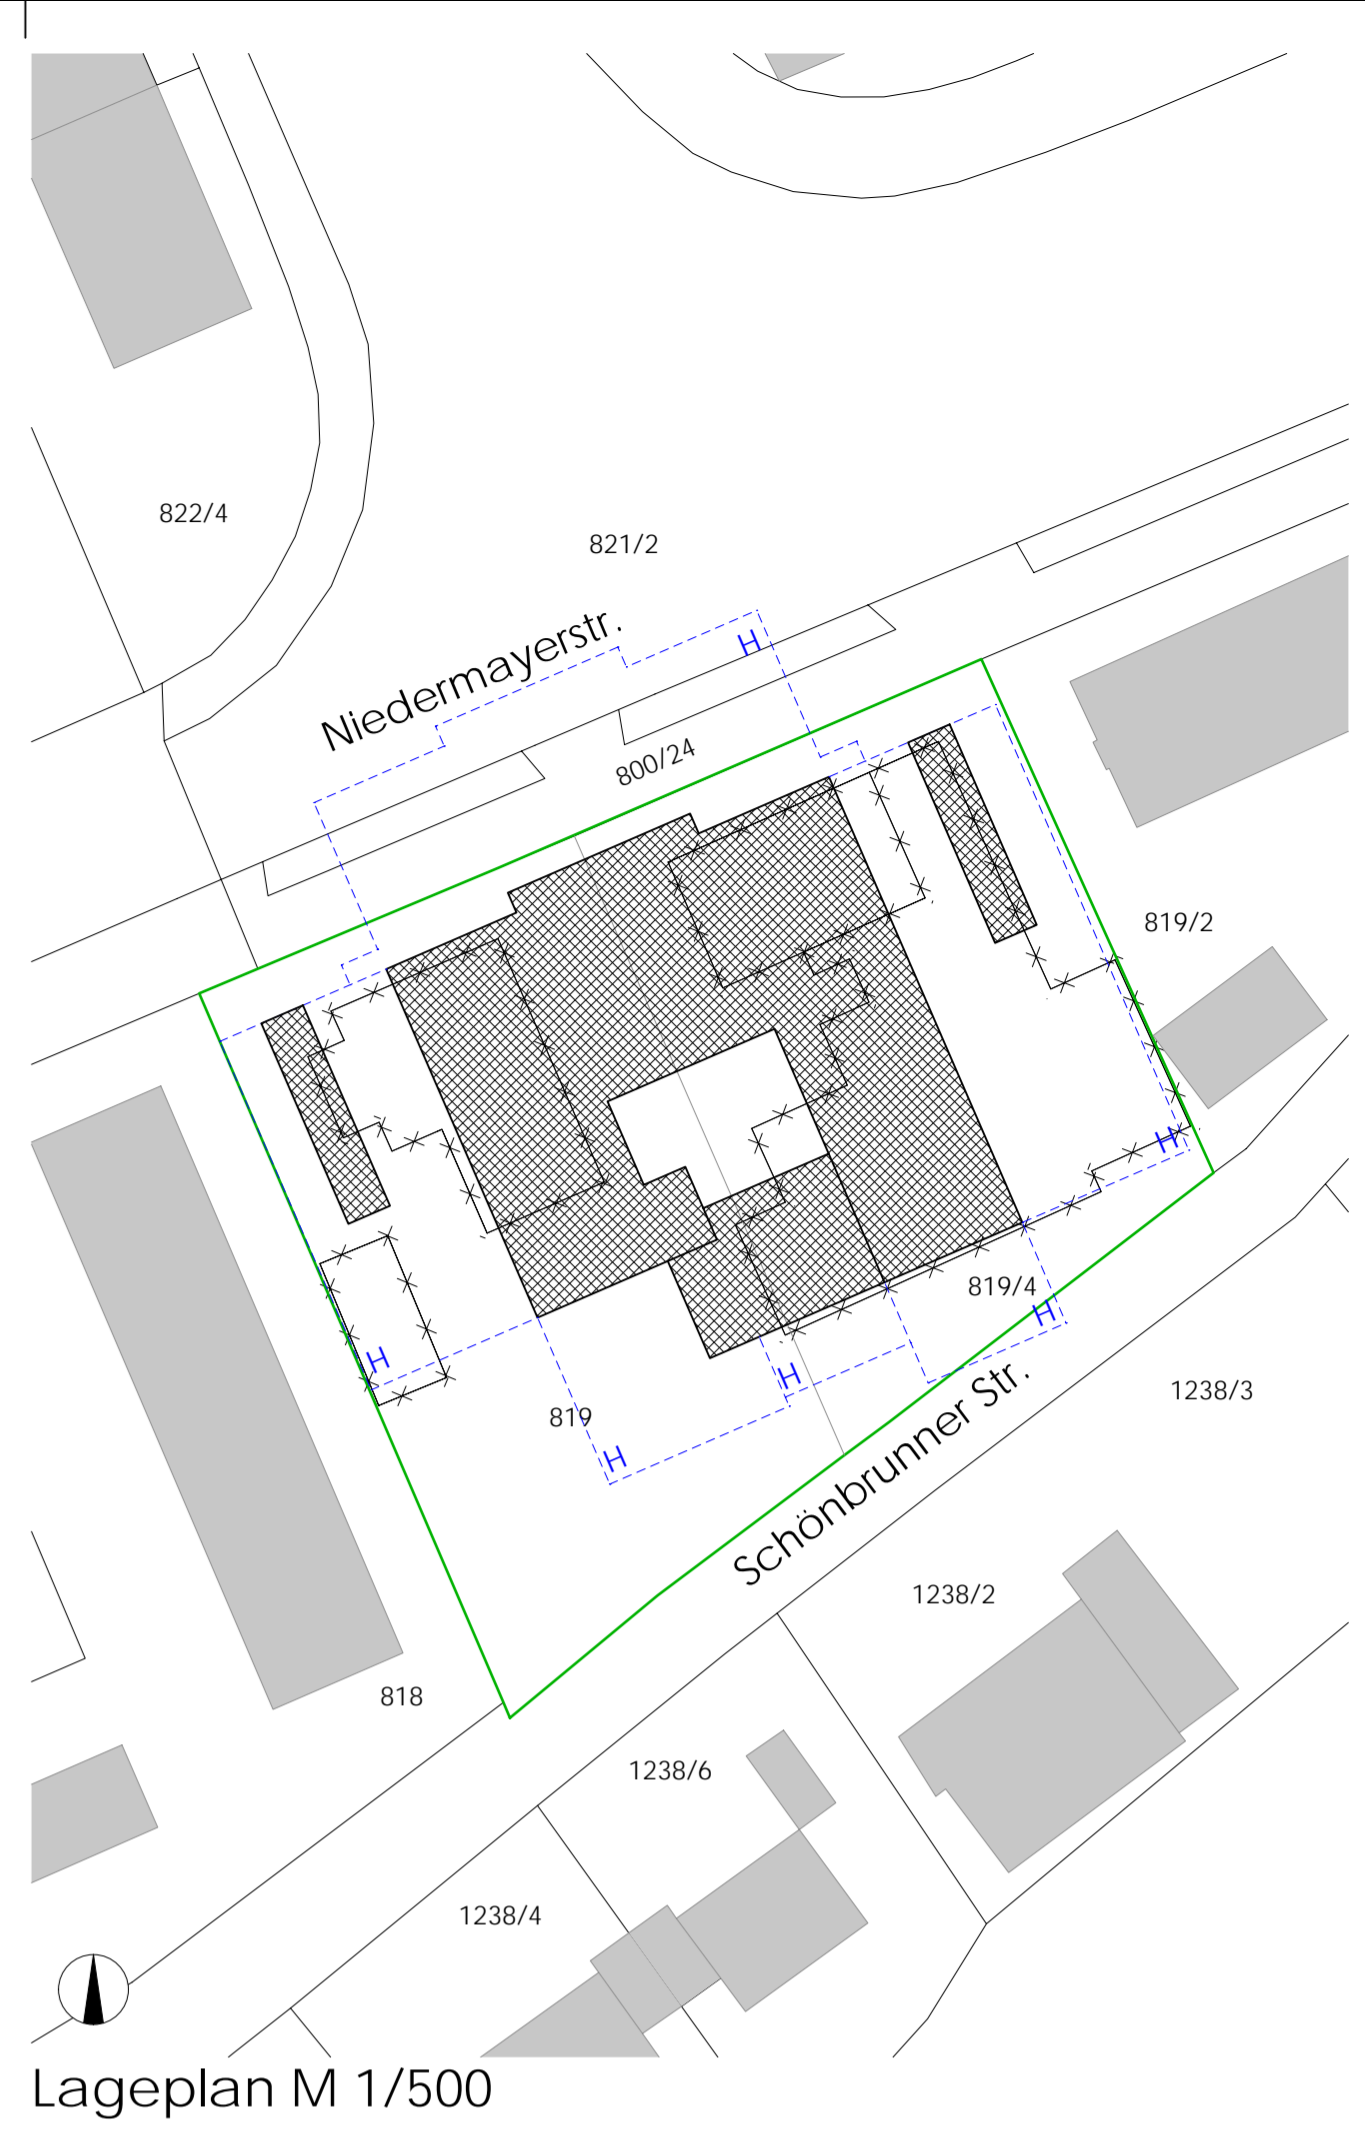 822/4
821/2
Niedermayerstr.
H
800/24
819/2
H
819/4
H
H
H
819
H
1238/3
Schönbrunner Str.
1238/2
818
1238/6
1238/4
Lageplan M 1/500